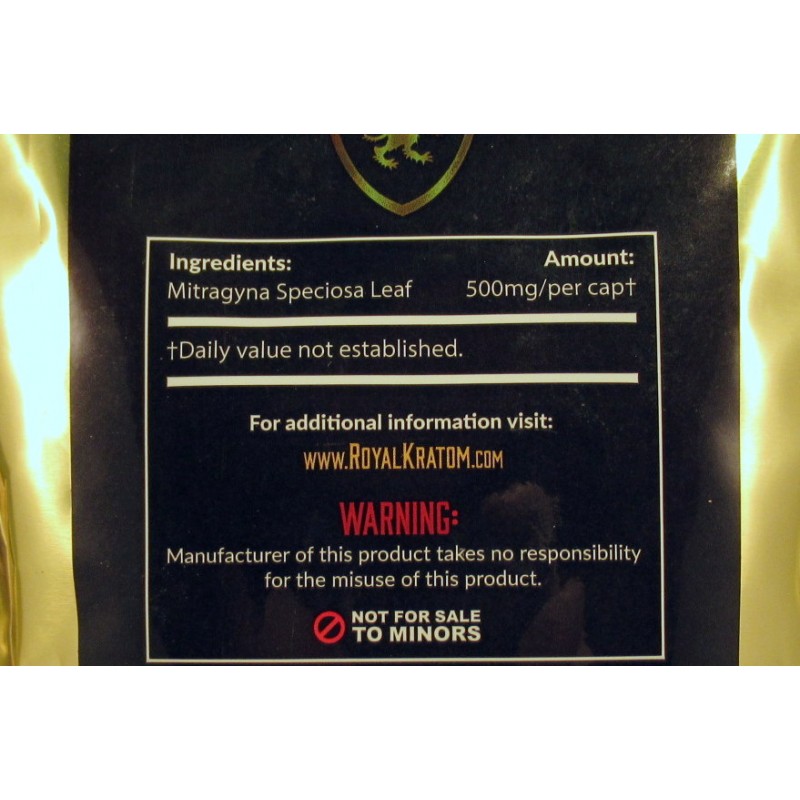 Ingredients: Amount:
Mitragyna Speciosa Leaf 500mg/per cap†
†Daily value not established.
For additional information visit:
www.RoyalKratom.com
WARNING:
Manufacturer of this product takes no responsibility
for the misuse of this product.
NOT FOR SALE
TO MINORS